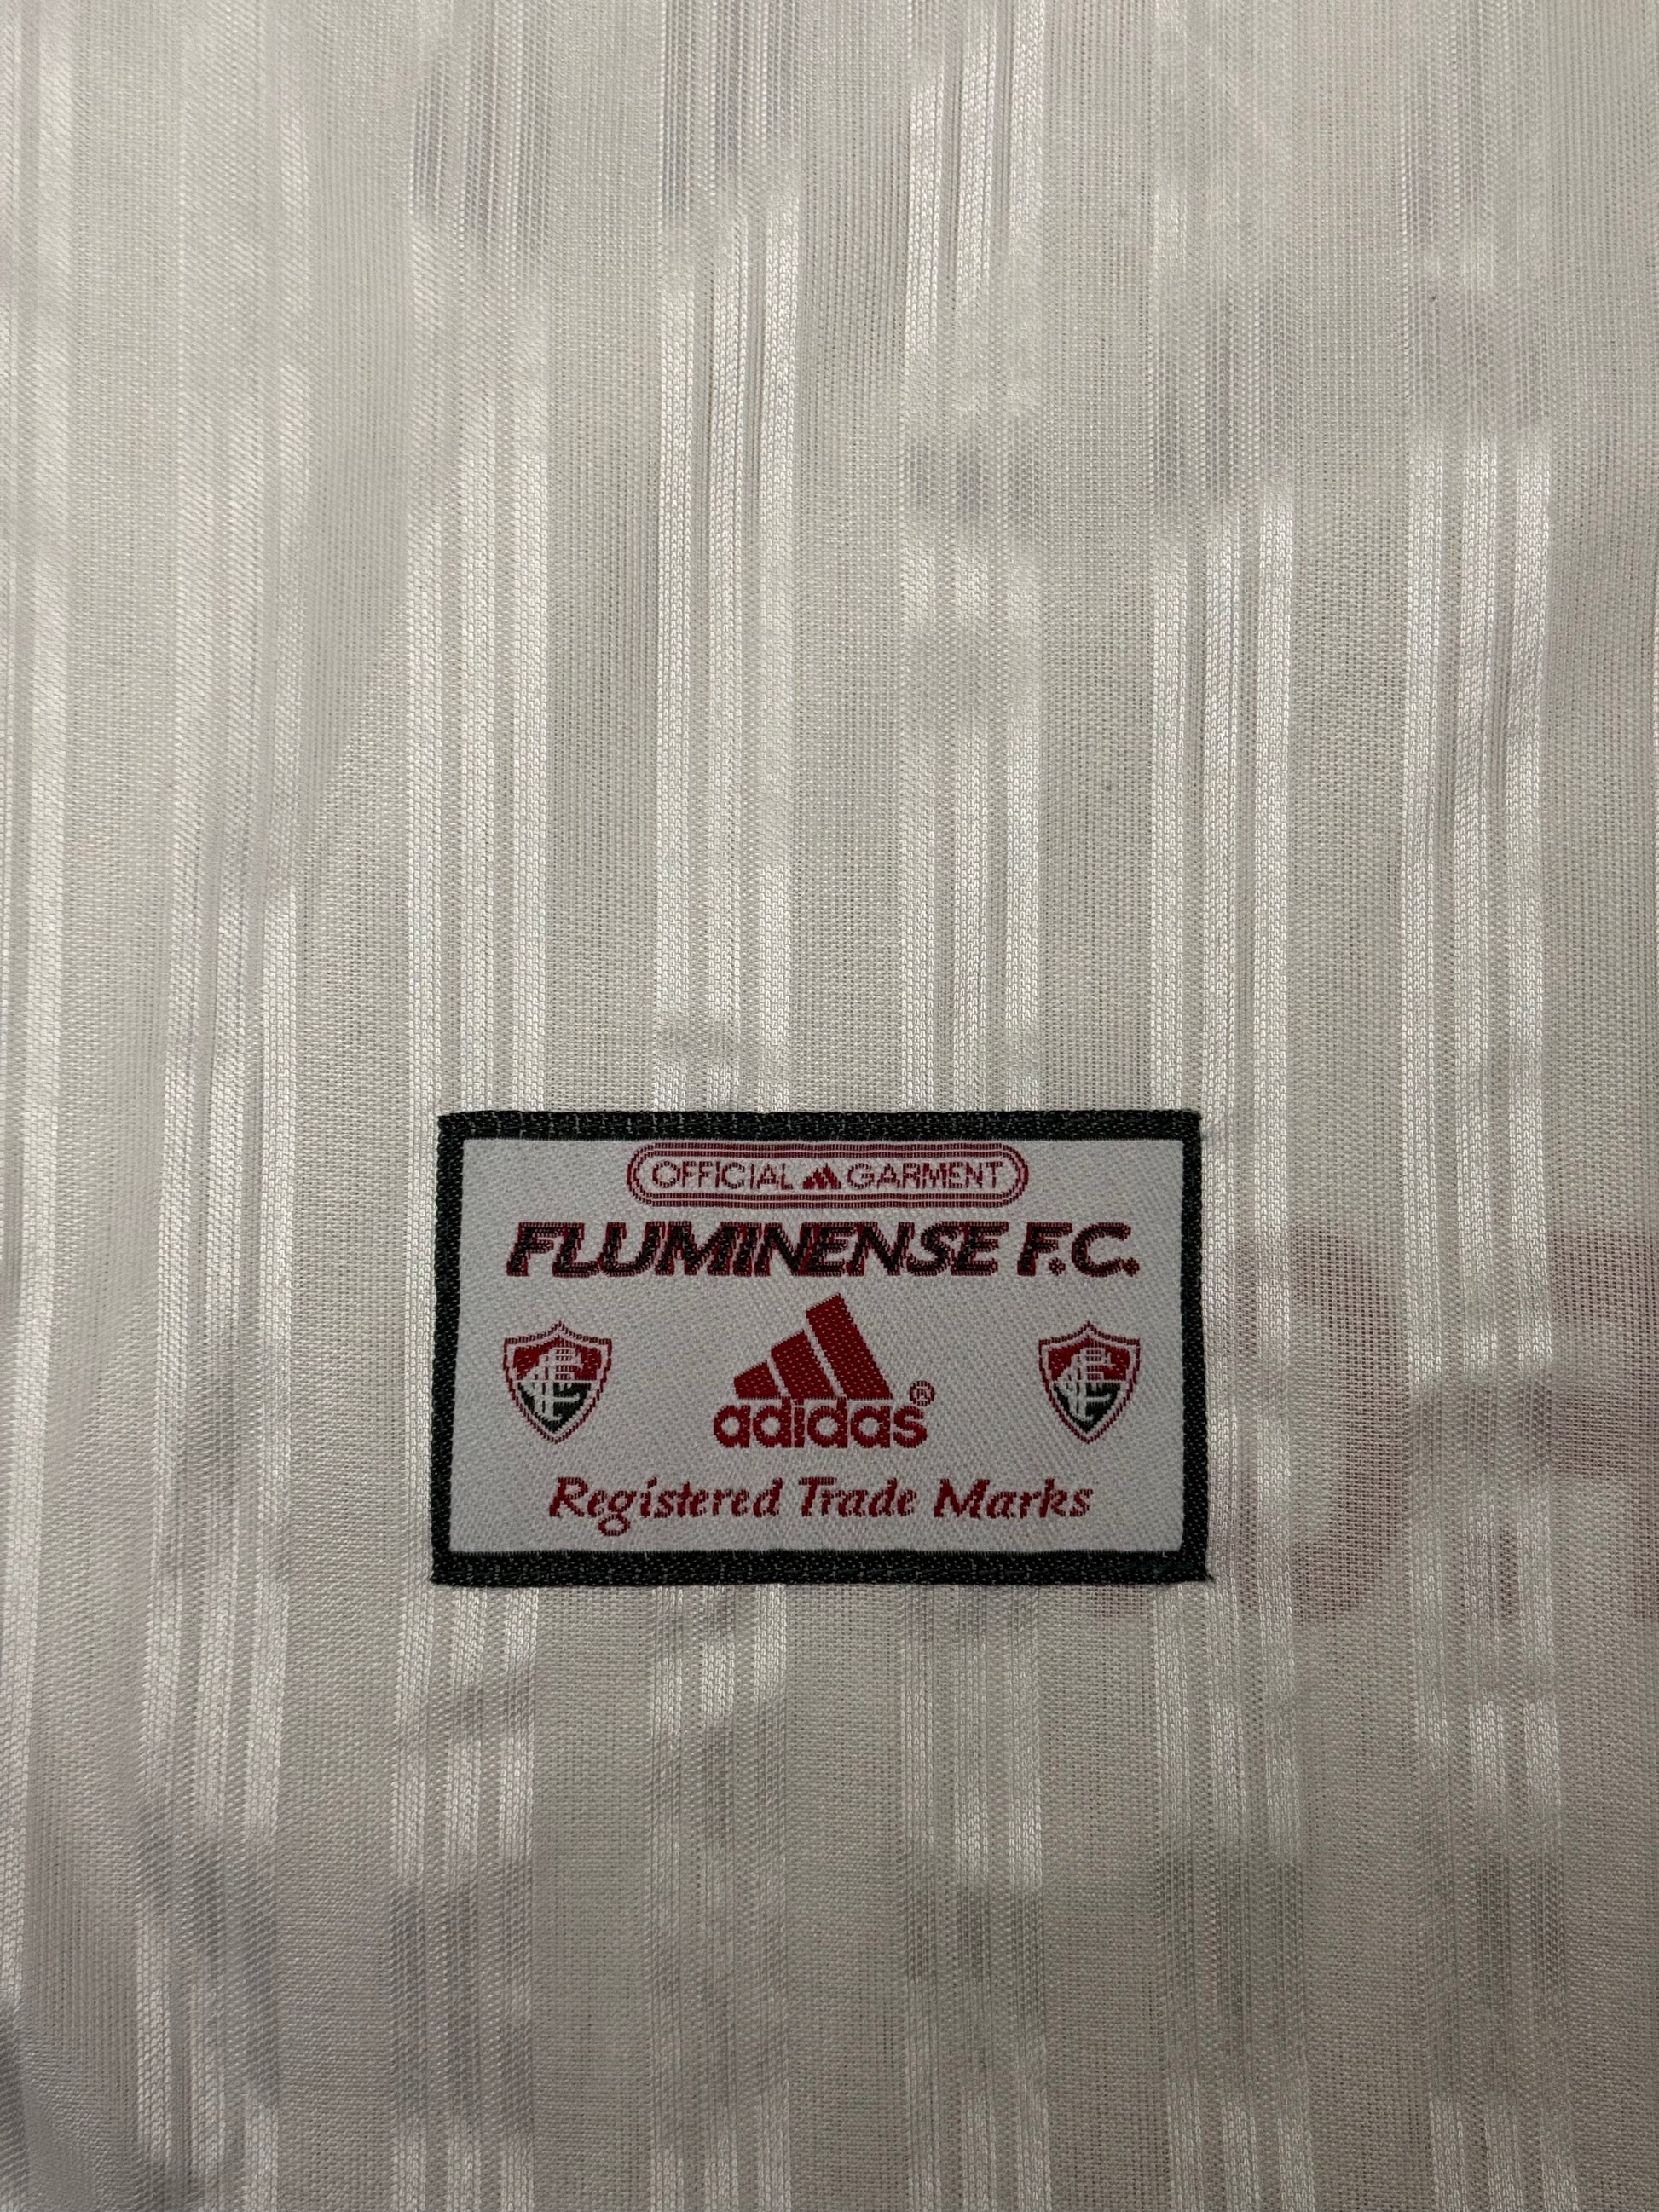 OFFICIAL GARMENT
FLUMINENSE F.C.
adidas®
Registered Trade Marks